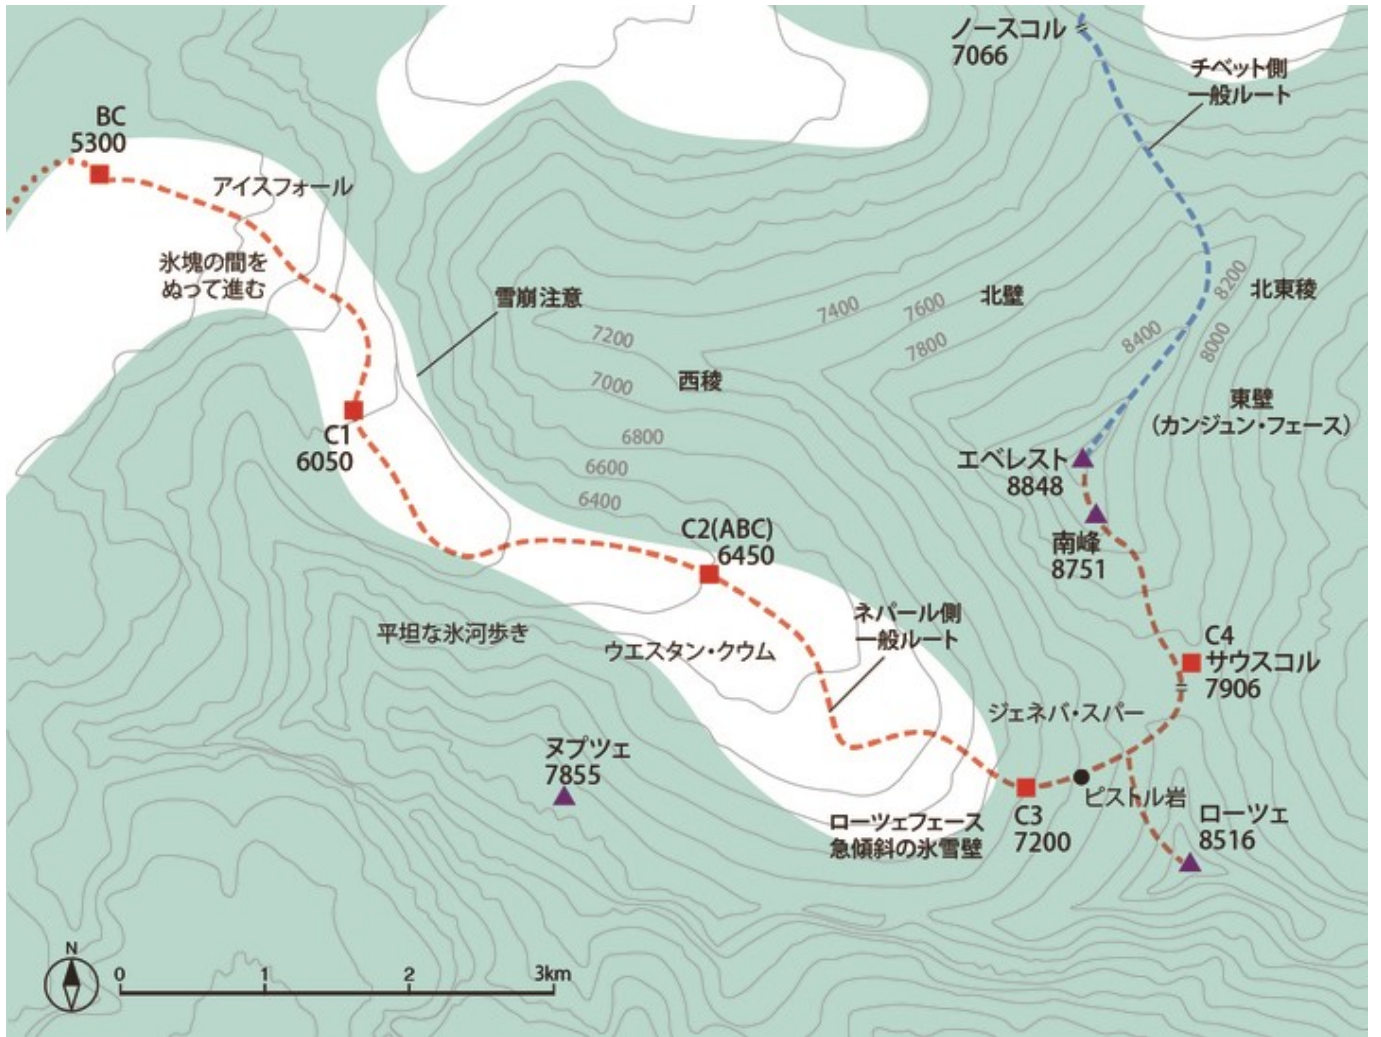 ノースコル
7066
チベット側
一般ルート
BC
5300
アイスフォール
氷塊の間を
ぬって進む
雪崩注意
7200
7000
西稜
6800
6600
6400
7400
7600
7800
北壁
8200
8400
8000
北東稜
東壁
(カンジュン・フェース)
C1
6050
エベレスト
8848
南峰
8751
C2(ABC)
6450
平坦な氷河歩き
ウエスタン・クウム
ネパール側
一般ルート
C4
サウスコル
7906
ジェネバ・スパー
ヌプツェ
7855
ピストル岩
C3
7200
ローツェフェース
急傾斜の氷雪壁
ローツェ
8516
N
0 1 2 3km